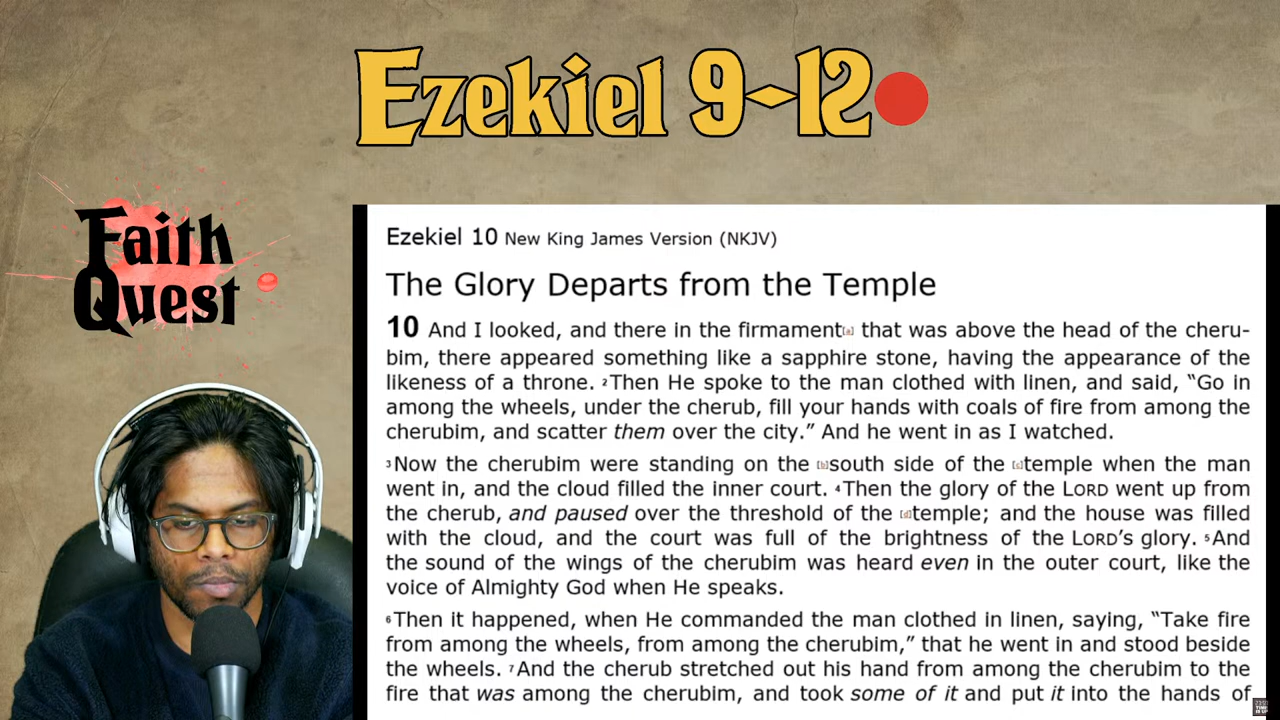 Ezekiel 9-12
Faith
Quest
Ezekiel 10 New King James Version (NKJV)
The Glory Departs from the Temple
10 And I looked, and there in the firmament[a] that was above the head of the cheru-
bim, there appeared something like a sapphire stone, having the appearance of the
likeness of a throne. 2 Then He spoke to the man clothed with linen, and said, “Go in
among the wheels, under the cherub, fill your hands with coals of fire from among the
cherubim, and scatter them over the city.” And he went in as I watched.
3 Now the cherubim were standing on the [b]south side of the [c]temple when the man
went in, and the cloud filled the inner court. 4 Then the glory of the LORD went up from
the cherub, and paused over the threshold of the [d]temple; and the house was filled
with the cloud, and the court was full of the brightness of the LORD’s glory. 5 And
the sound of the wings of the cherubim was heard even in the outer court, like the
voice of Almighty God when He speaks.
6 Then it happened, when He commanded the man clothed in linen, saying, “Take fire
from among the wheels, from among the cherubim,” that he went in and stood beside
the wheels. 7 And the cherub stretched out his hand from among the cherubim to the
fire that was among the cherubim, and took some of it and put it into the hands of